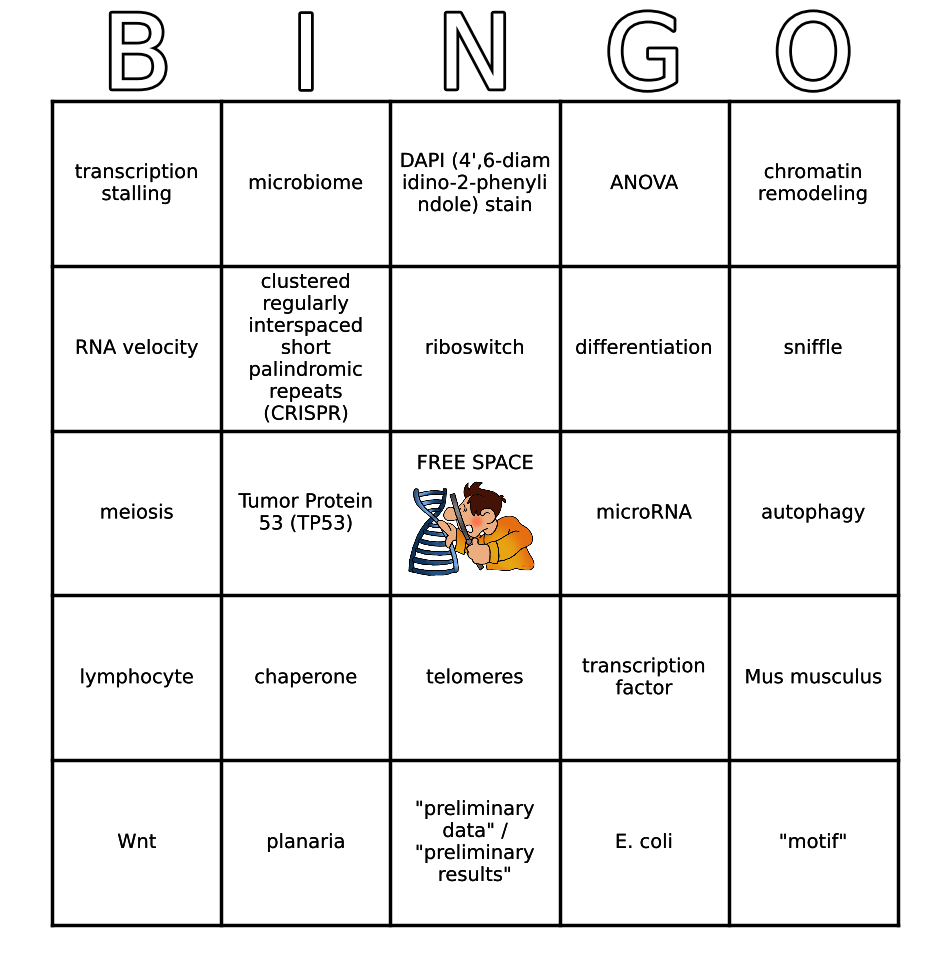 B I N G O
transcription
stalling
microbiome
DAPI (4',6-diam
idino-2-phenyli
ndole) stain
ANOVA
chromatin
remodeling
RNA velocity
clustered
regularly
interspaced
short
palindromic
repeats
(CRISPR)
riboswitch
differentiation
sniffle
meiosis
Tumor Protein
53 (TP53)
FREE SPACE
microRNA
autophagy
lymphocyte
chaperone
telomeres
transcription
factor
Mus musculus
Wnt
planaria
"preliminary
data" /
"preliminary
results"
E. coli
"motif"